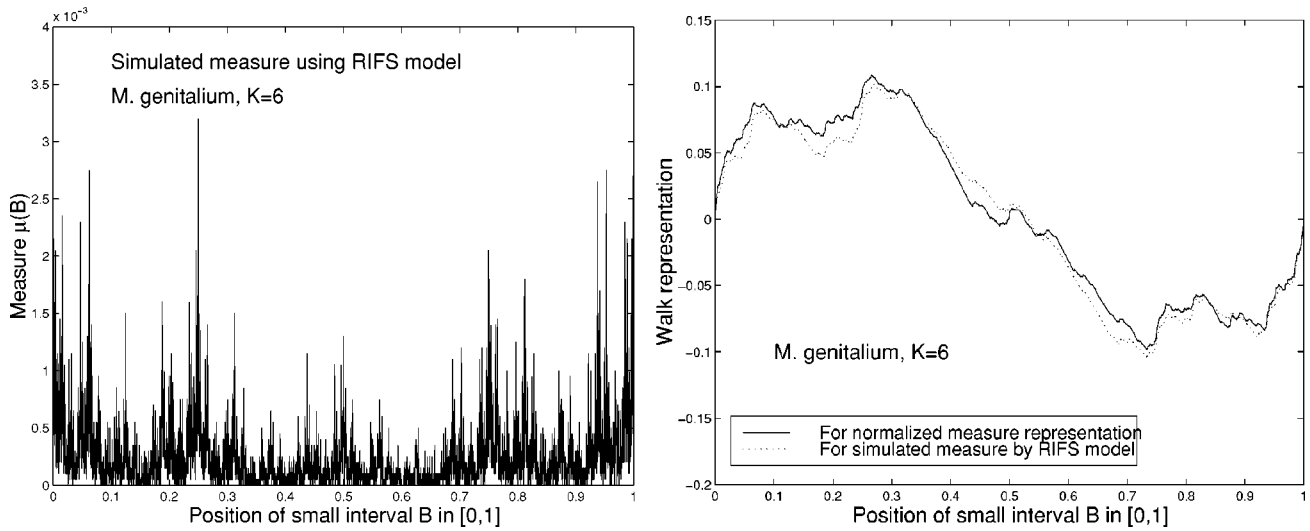 × 10⁻³
4
3.5
3
2.5
2
1.5
1
0.5
0
Measure μ(B)
Simulated measure using RIFS model
M. genitalium, K=6
0 0.1 0.2 0.3 0.4 0.5 0.6 0.7 0.8 0.9 1
Position of small interval B in [0,1]
0.15
0.1
0.05
0
−0.05
−0.1
−0.15
−0.2
Walk representation
M. genitalium, K=6
For normalized measure representation
For simulated measure by RIFS model
0 0.1 0.2 0.3 0.4 0.5 0.6 0.7 0.8 0.9 1
Position of small interval B in [0,1]